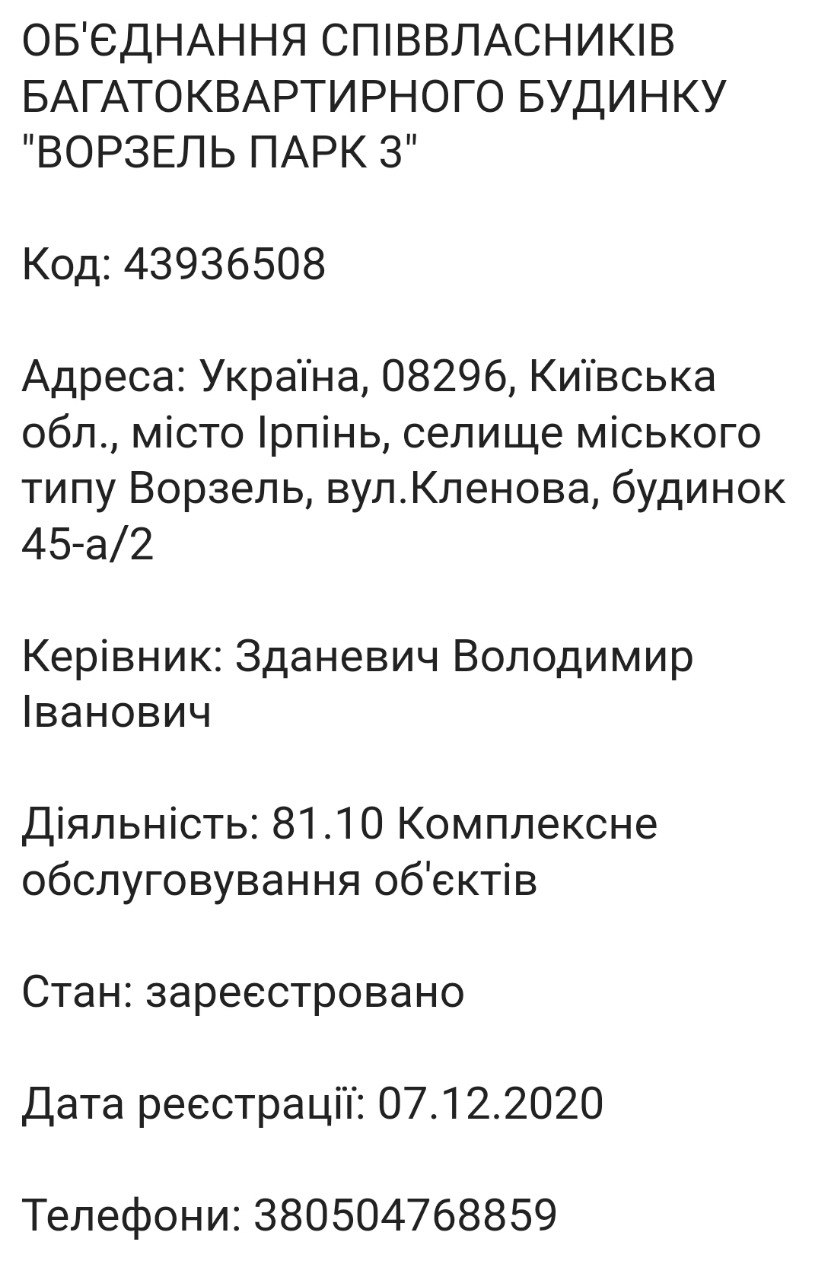 ОБ'ЄДНАННЯ СПІВВЛАСНИКІВ
БАГАТОКВАРТИРНОГО БУДИНКУ
"ВОРЗЕЛЬ ПАРК 3"
Код: 43936508
Адреса: Україна, 08296, Київська
обл., місто Ірпінь, селище міського
типу Ворзель, вул.Кленова, будинок
45-а/2
Керівник: Зданевич Володимир
Іванович
Діяльність: 81.10 Комплексне
обслуговування об'єктів
Стан: зареєстровано
Дата реєстрації: 07.12.2020
Телефони: 380504768859